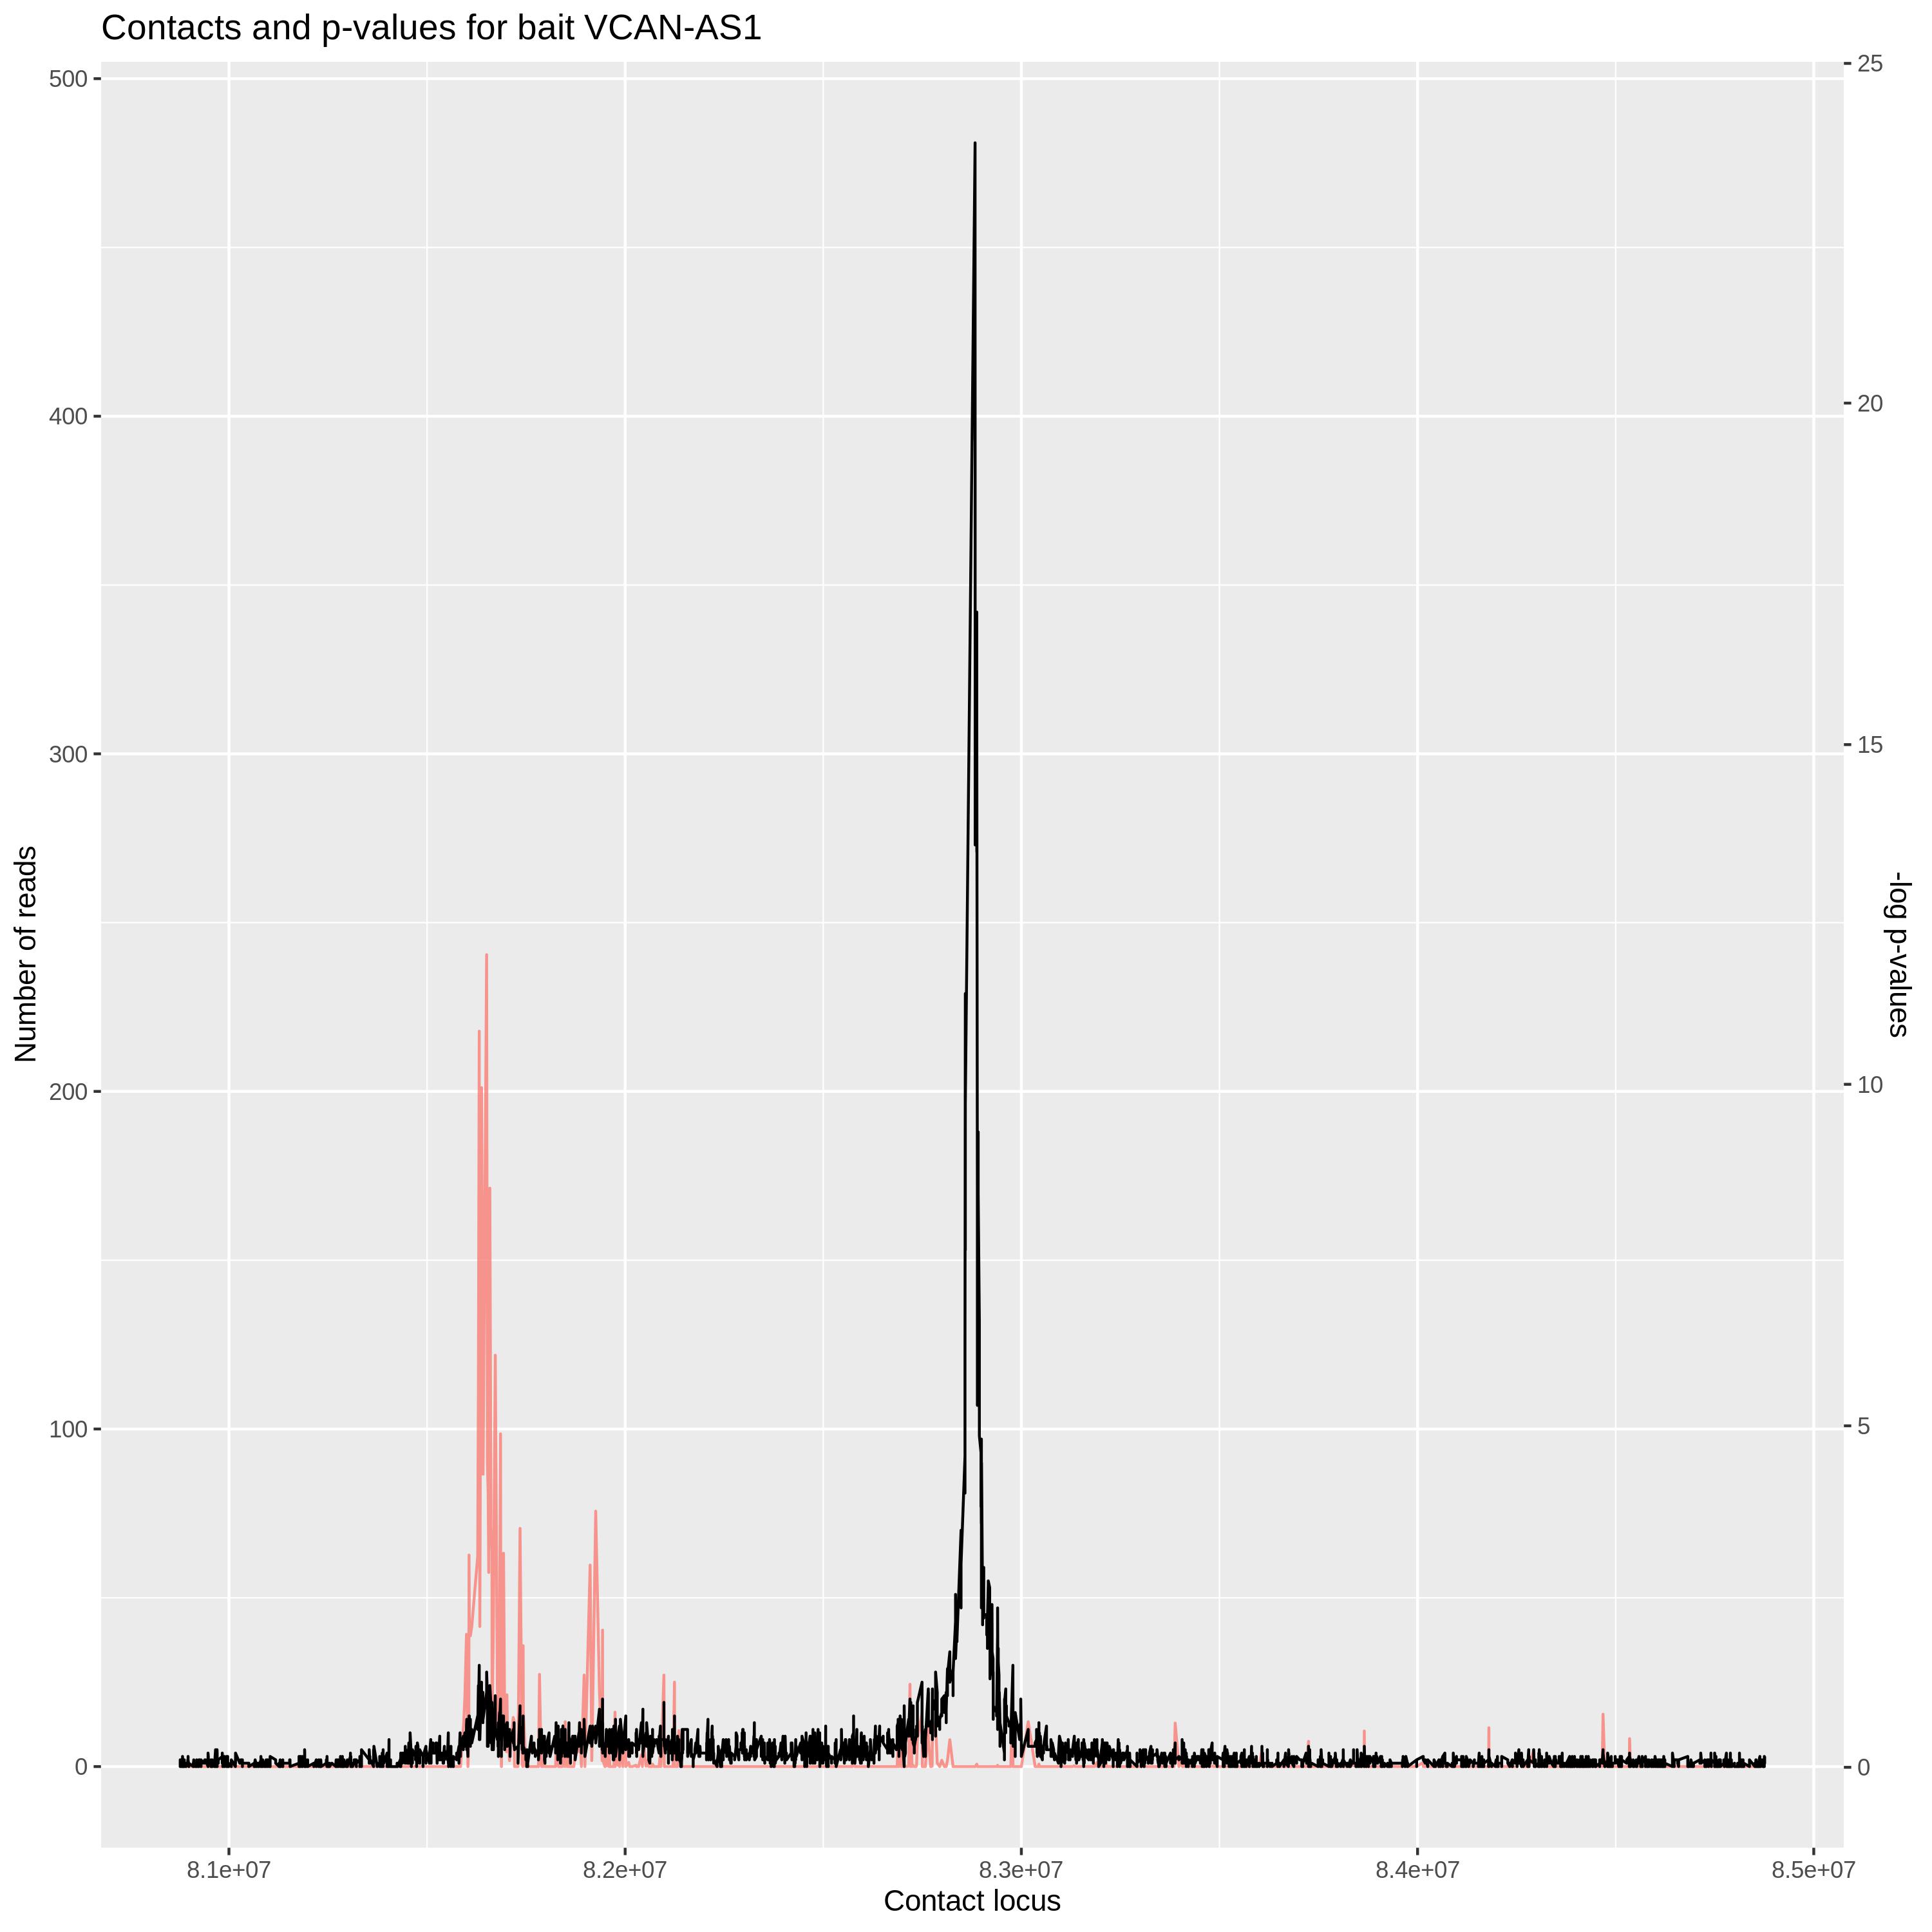 Contacts and p-values for bait VCAN-AS1
500
400
300
200
100
0
Number of reads
25
20
15
10
5
0
-log p-values
8.1e+07
8.2e+07
8.3e+07
8.4e+07
8.5e+07
Contact locus